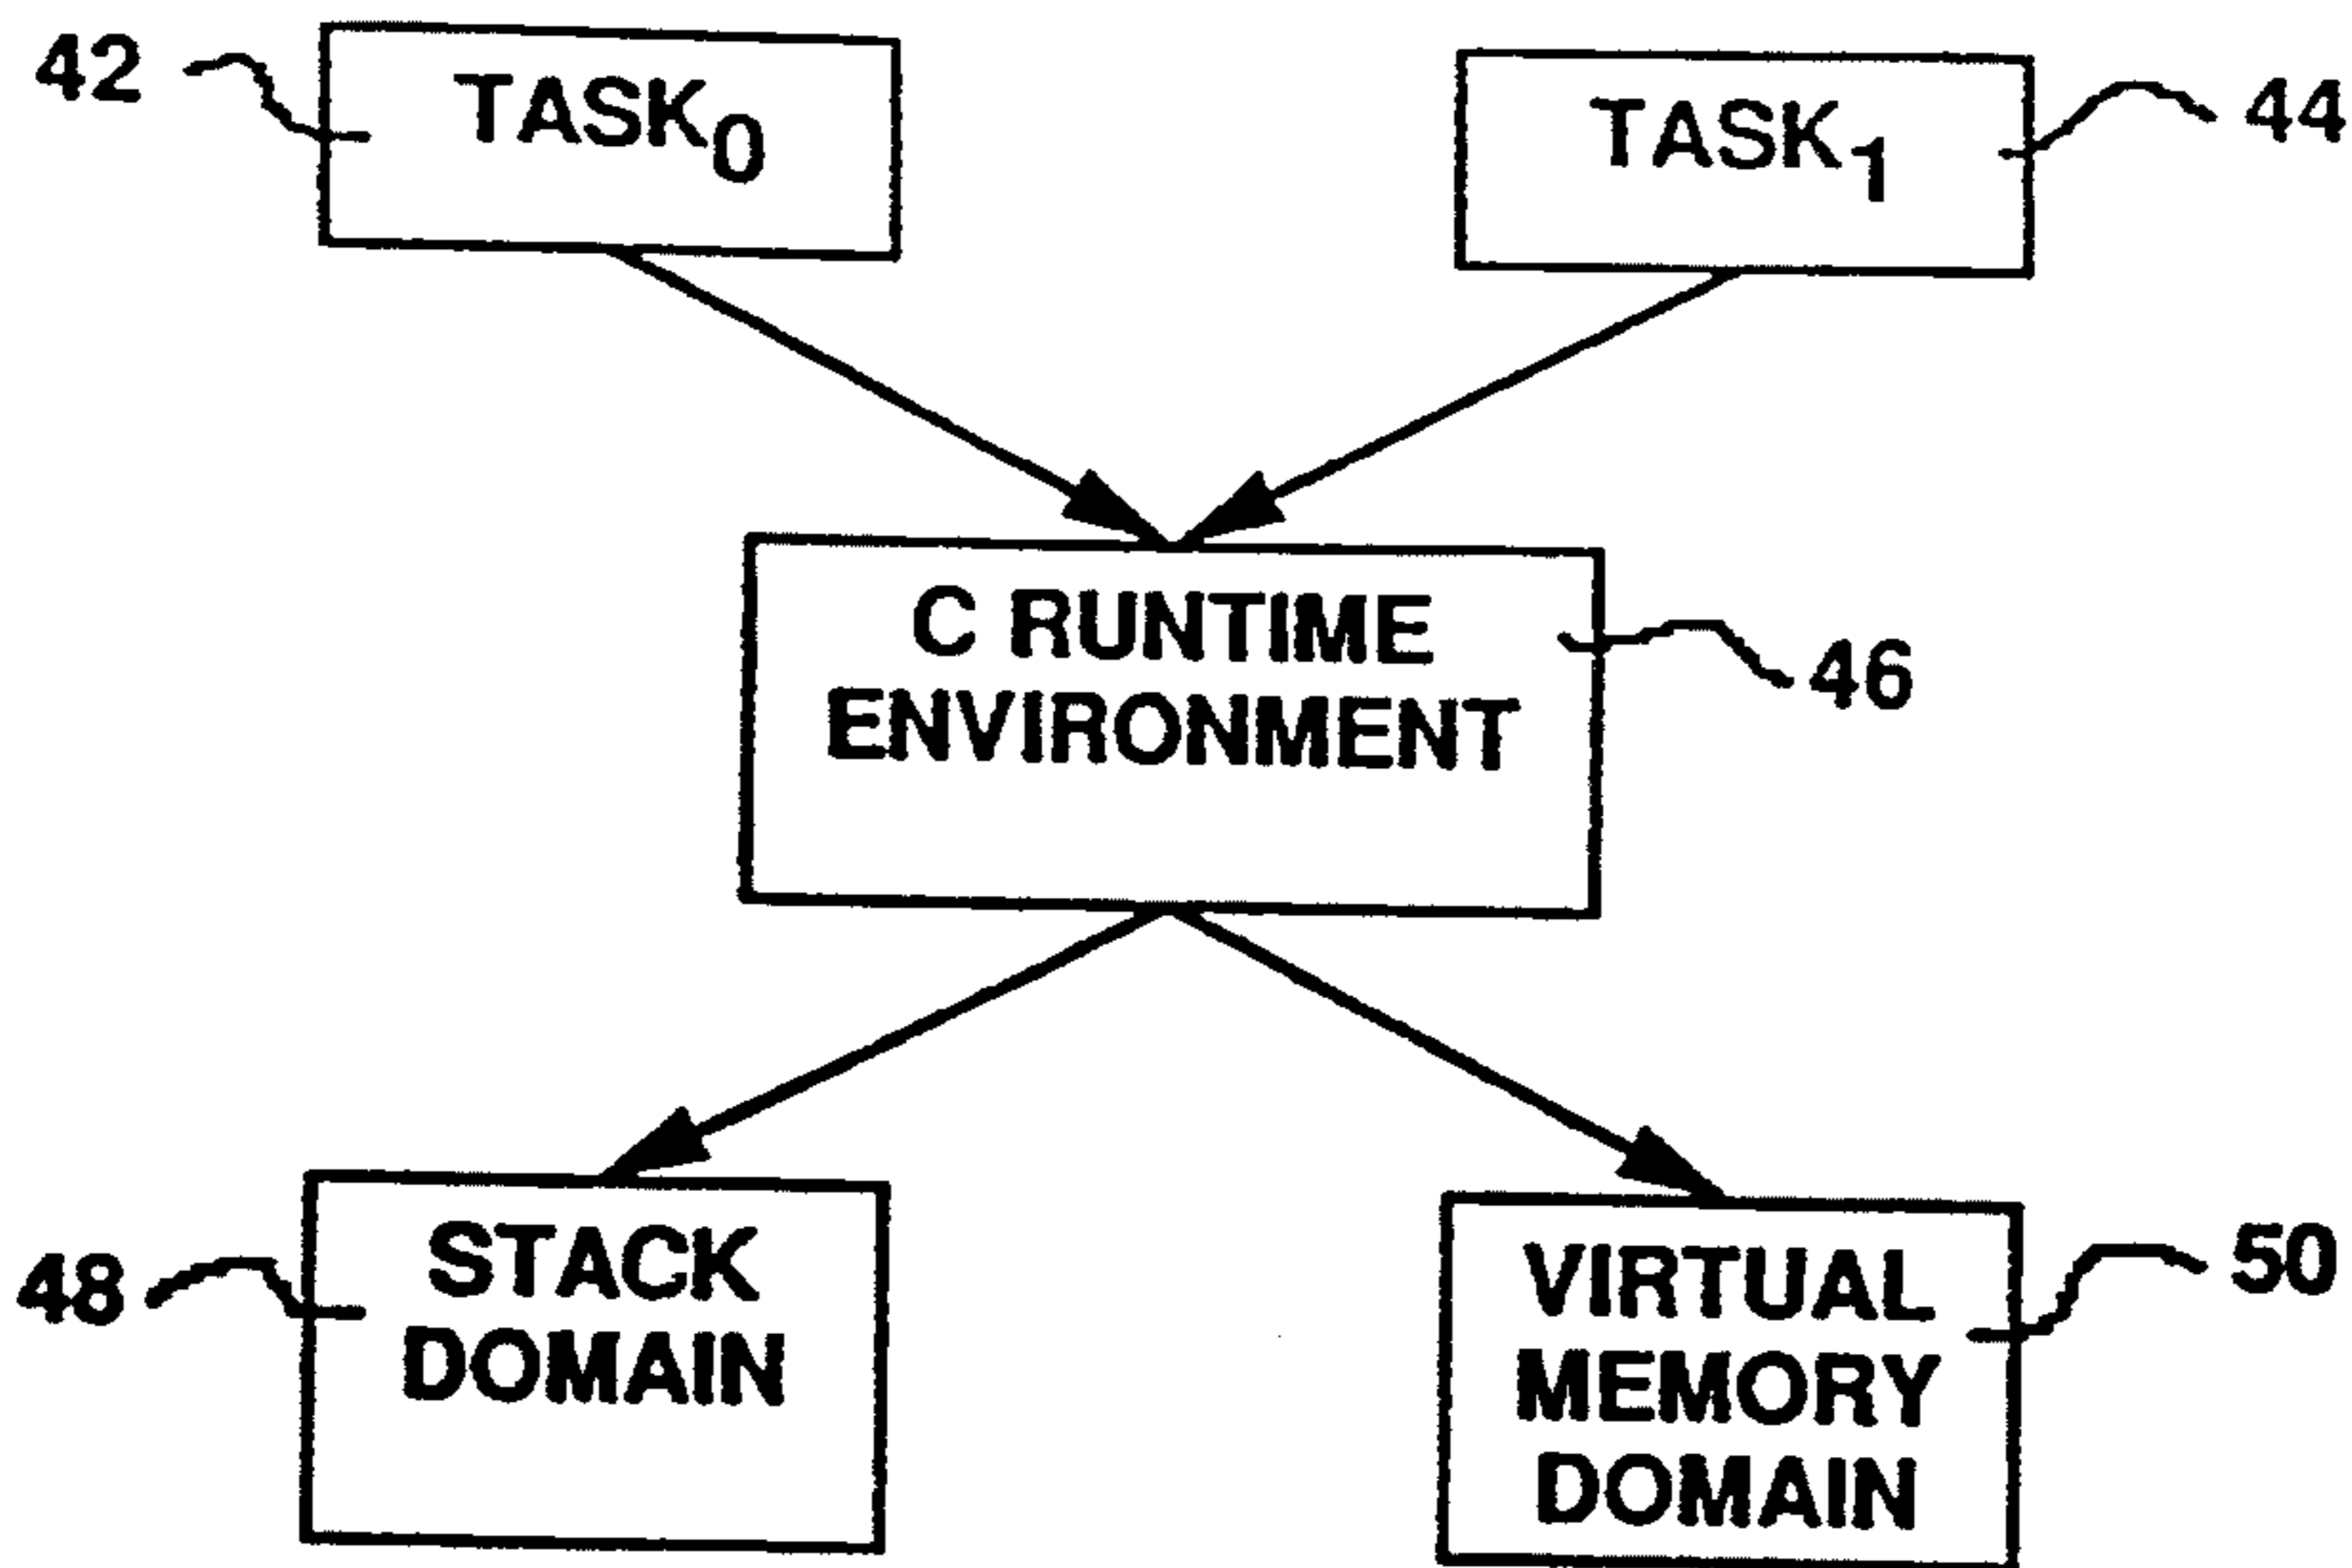 42
TASK0
TASK1
44
C RUNTIME
ENVIRONMENT
46
48
STACK
DOMAIN
VIRTUAL
MEMORY
DOMAIN
50